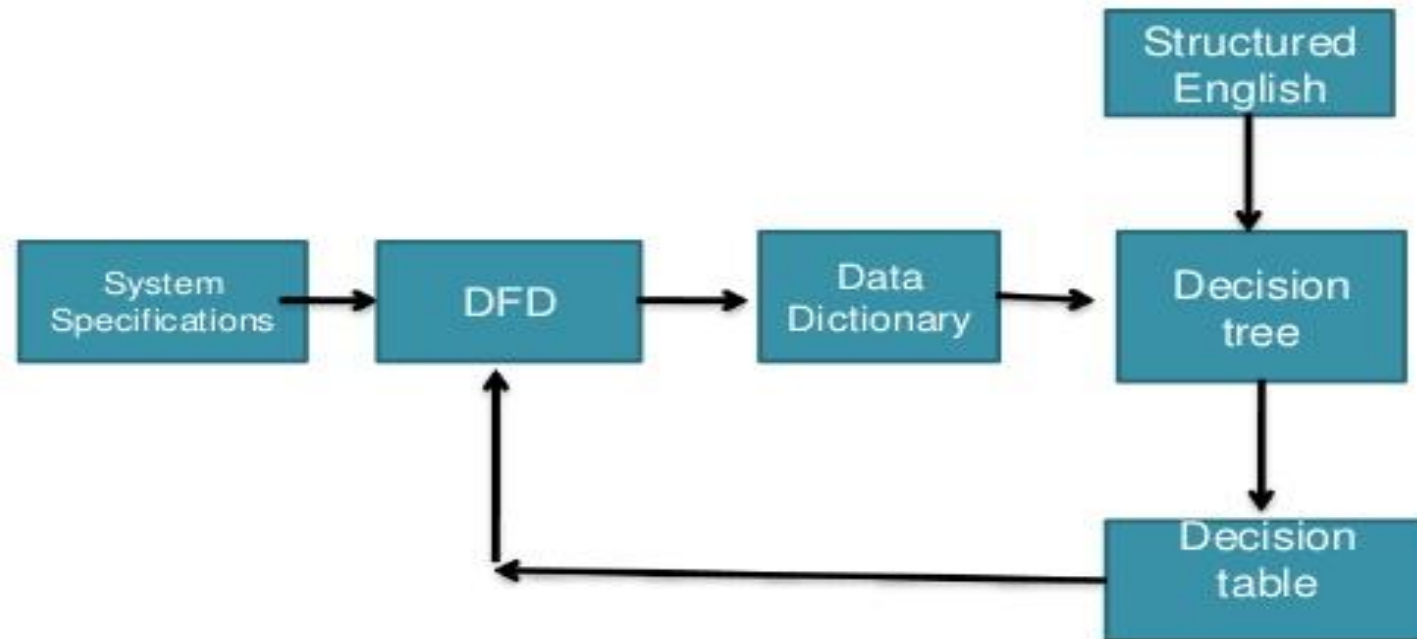 Structured
English
System
Specifications
DFD
Data
Dictionary
Decision
tree
Decision
table